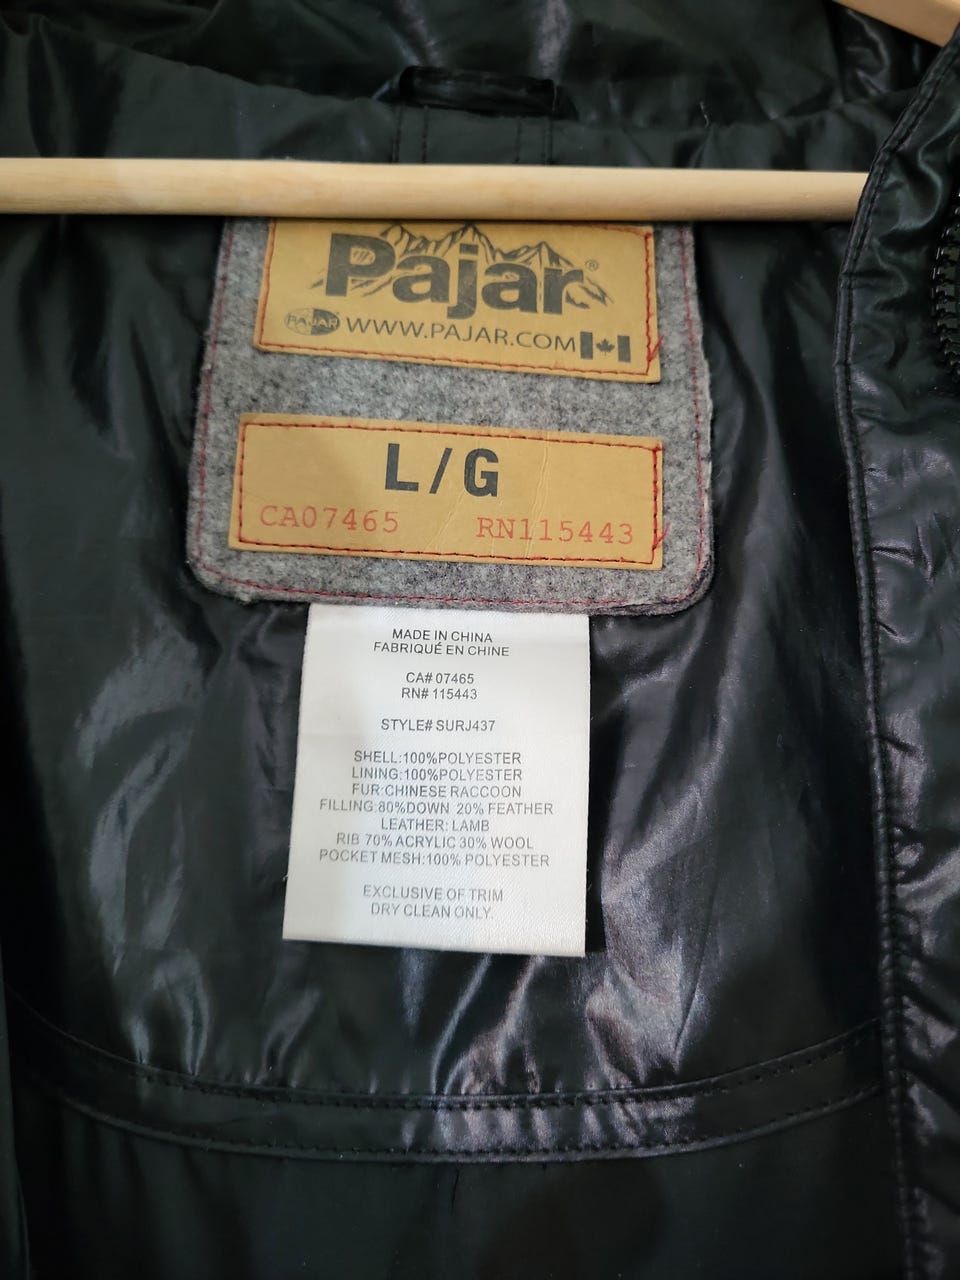 Pajar®
PAJAR WWW.PAJAR.COM
L/G
CA07465 RN115443
MADE IN CHINA
FABRIQUÉ EN CHINE
CA# 07465
RN# 115443
STYLE# SURJ437
SHELL:100%POLYESTER
LINING:100%POLYESTER
FUR:CHINESE RACCOON
FILLING:80%DOWN 20% FEATHER
LEATHER: LAMB
RIB 70% ACRYLIC 30% WOOL
POCKET MESH:100% POLYESTER
EXCLUSIVE OF TRIM
DRY CLEAN ONLY.